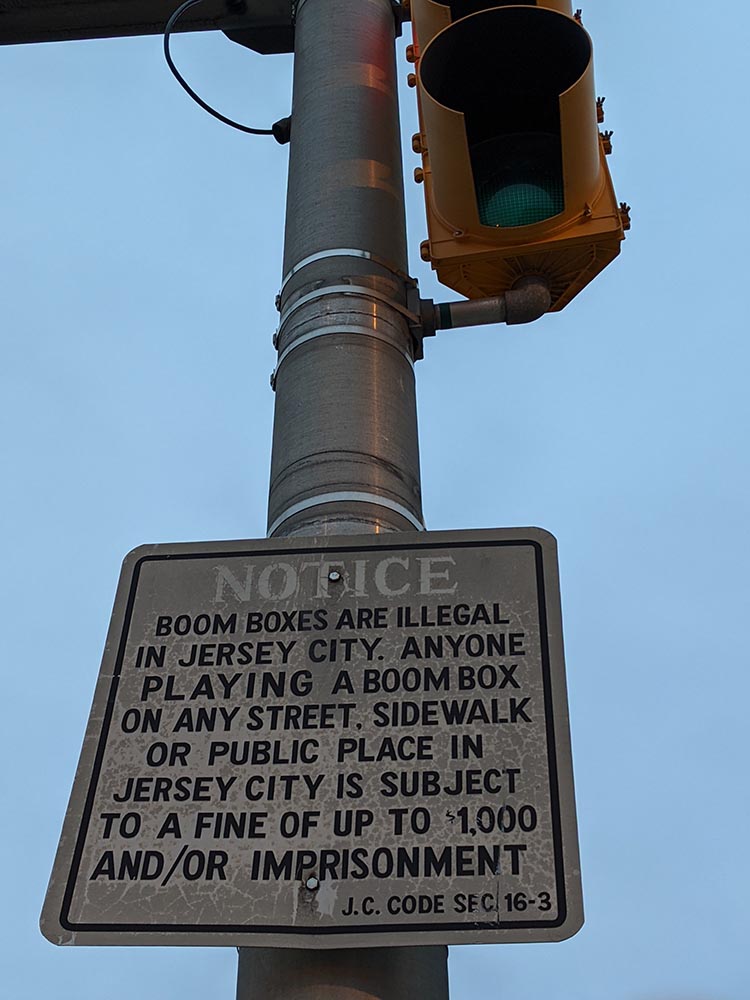 NOTICE
BOOM BOXES ARE ILLEGAL
IN JERSEY CITY. ANYONE
PLAYING A BOOM BOX
ON ANY STREET, SIDEWALK
OR PUBLIC PLACE IN
JERSEY CITY IS SUBJECT
TO A FINE OF UP TO $1,000
AND/OR IMPRISONMENT
J.C. CODE SEC. 16-3